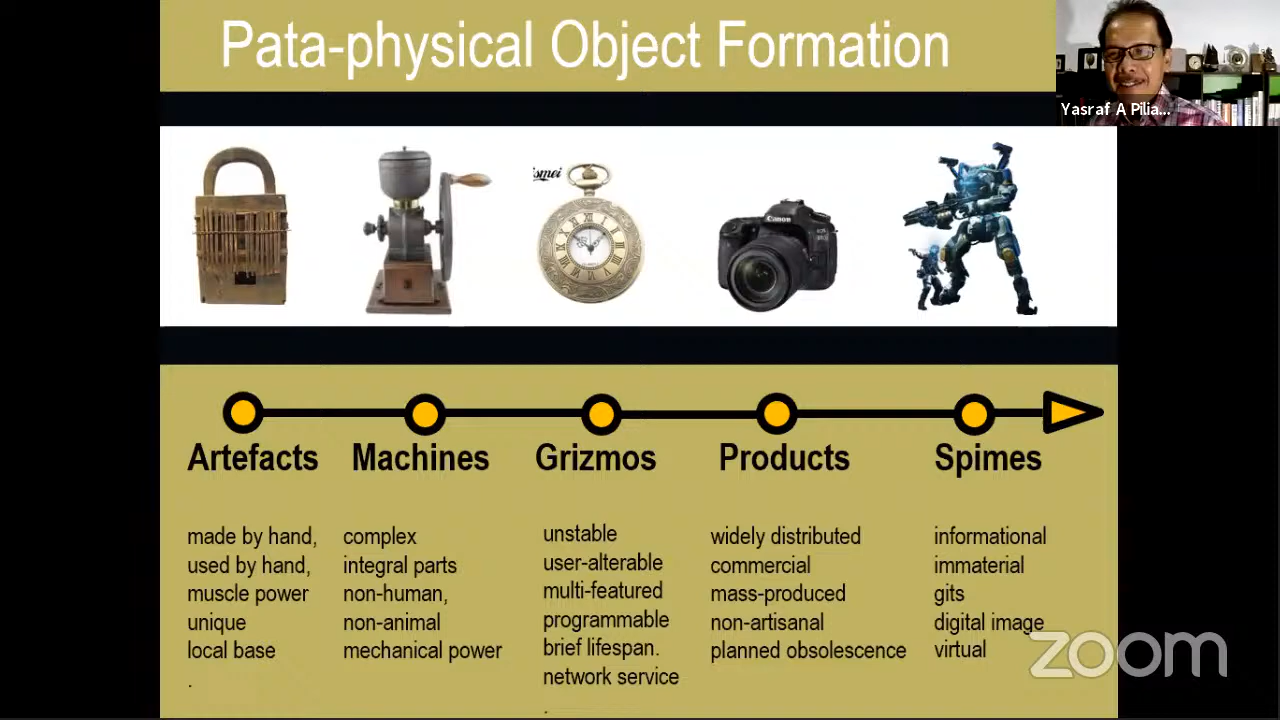 Pata-physical Object Formation
Yasraf A Pilia...
ismei
Canon
EOS
Artefacts
Machines
Grizmos
Products
Spimes
made by hand,
used by hand,
muscle power
unique
local base
.
complex
integral parts
non-human,
non-animal
mechanical power
unstable
user-alterable
multi-featured
programmable
brief lifespan.
network service
.
widely distributed
commercial
mass-produced
non-artisanal
planned obsolescence
informational
immaterial
gits
digital image
virtual
zoom